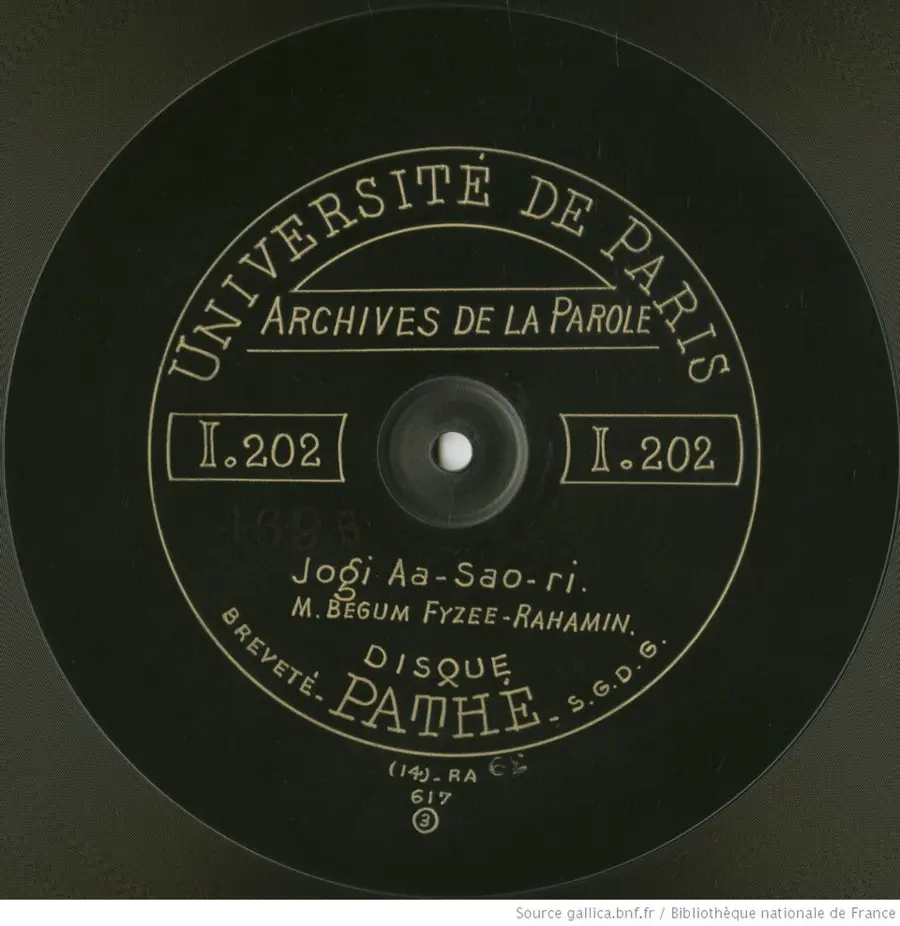 UNIVERSITÉ DE PARIS
ARCHIVES DE LA PAROLE
I.202
I.202
Jogi Aa-Sao-ri.
M. BEGUM FYZEE-RAHAMIN.
DISQUE
PATHÉ
BREVETÉ - S.G.D.G.
(14)-RA
617
3
Source gallica.bnf.fr / Bibliothèque nationale de France